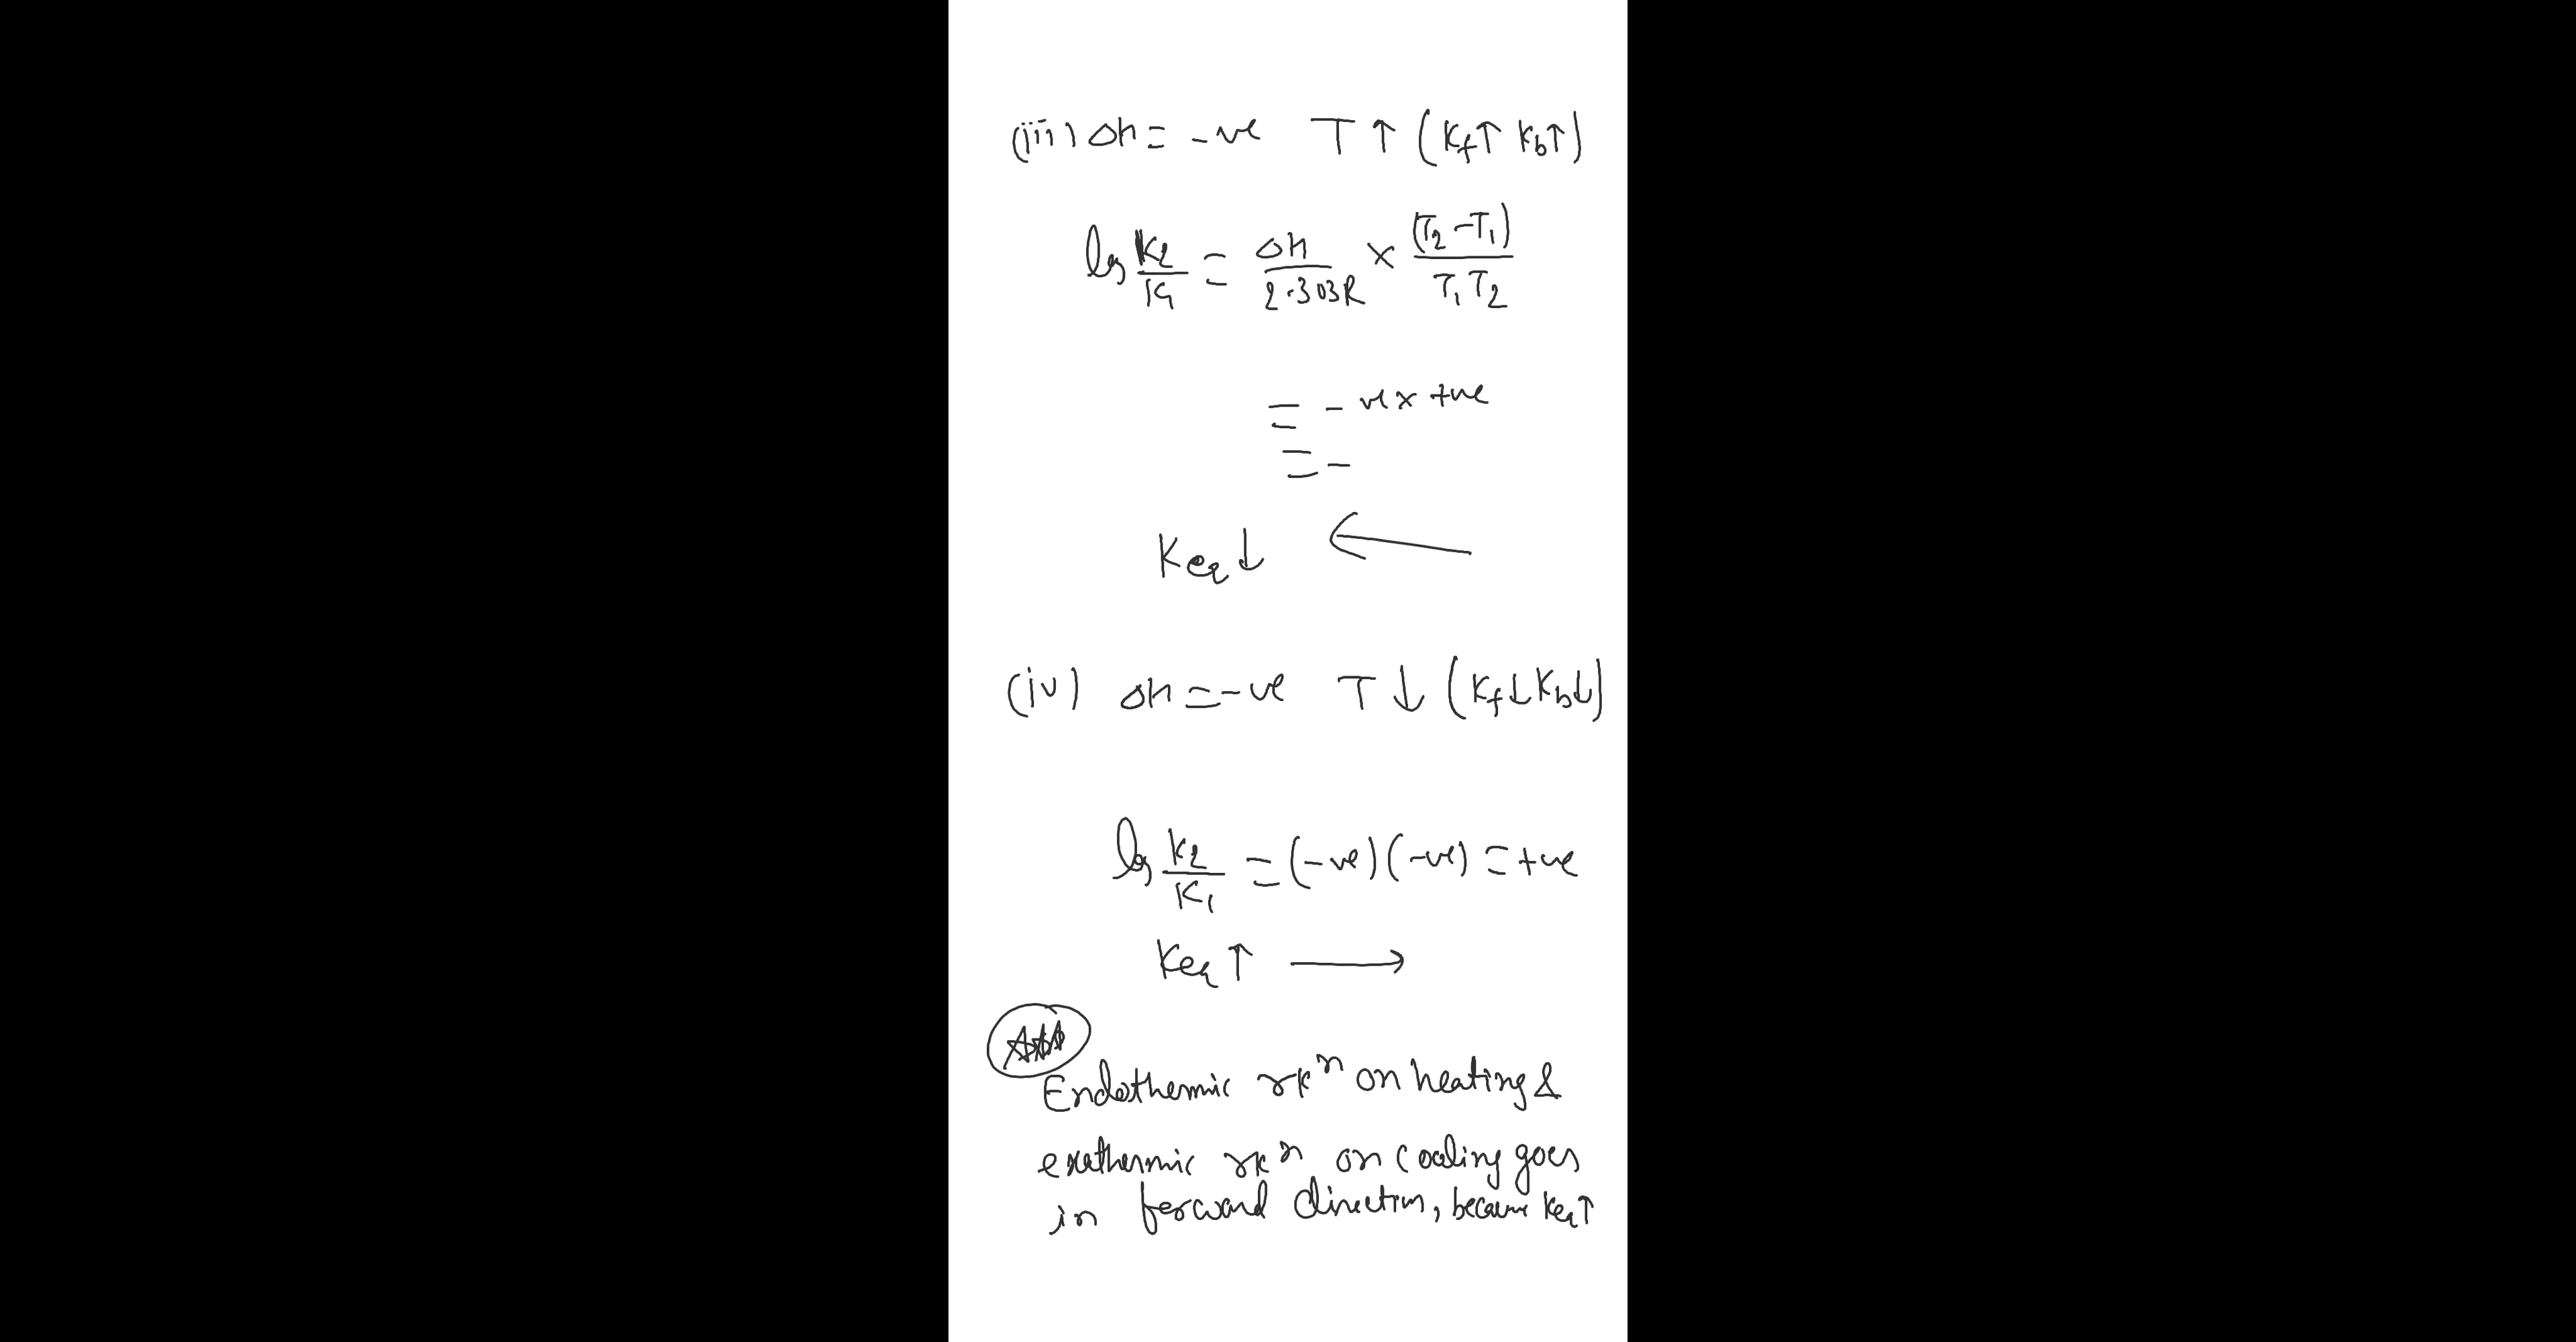 (iii) ΔH = -ve T ↑ (Kf↑ Kb↑)
log K2/K1 = ΔH/2.303R × (T2 - T1)/T1T2
= -ve × +ve
= -
Keq ↓ ←
(iv) ΔH = -ve T ↓ (Kf↓ Kb↓)
log K2/K1 = (-ve)(-ve) = +ve
Keq ↑ →
Endothermic rxn on heating &
exothermic rxn on cooling goes
in forward direction, because Keq↑